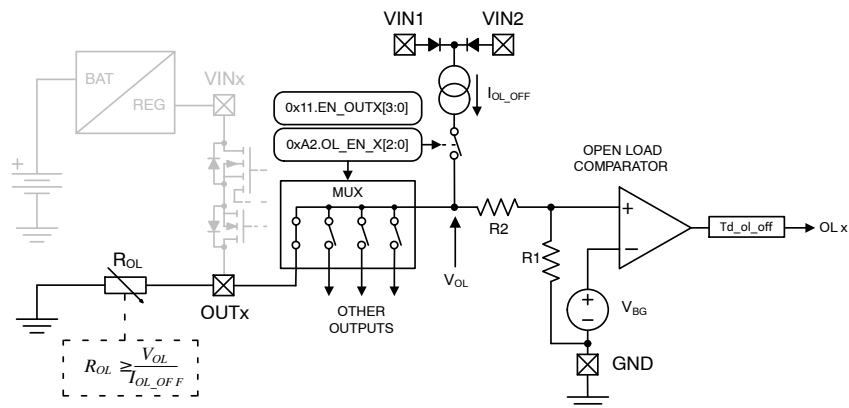 VIN1
VIN2
BAT
REG
VINx
I_OL_OFF
0x11.EN_OUTX[3:0]
0xA2.OL_EN_X[2:0]
MUX
OPEN LOAD
COMPARATOR
+
R2
+
−
Td_ol_off
OL x
R1
V_OL
R_OL
OUTx
OTHER
OUTPUTS
+
−
V_BG
GND
R_OL ≥ V_OL / I_OL_OFF